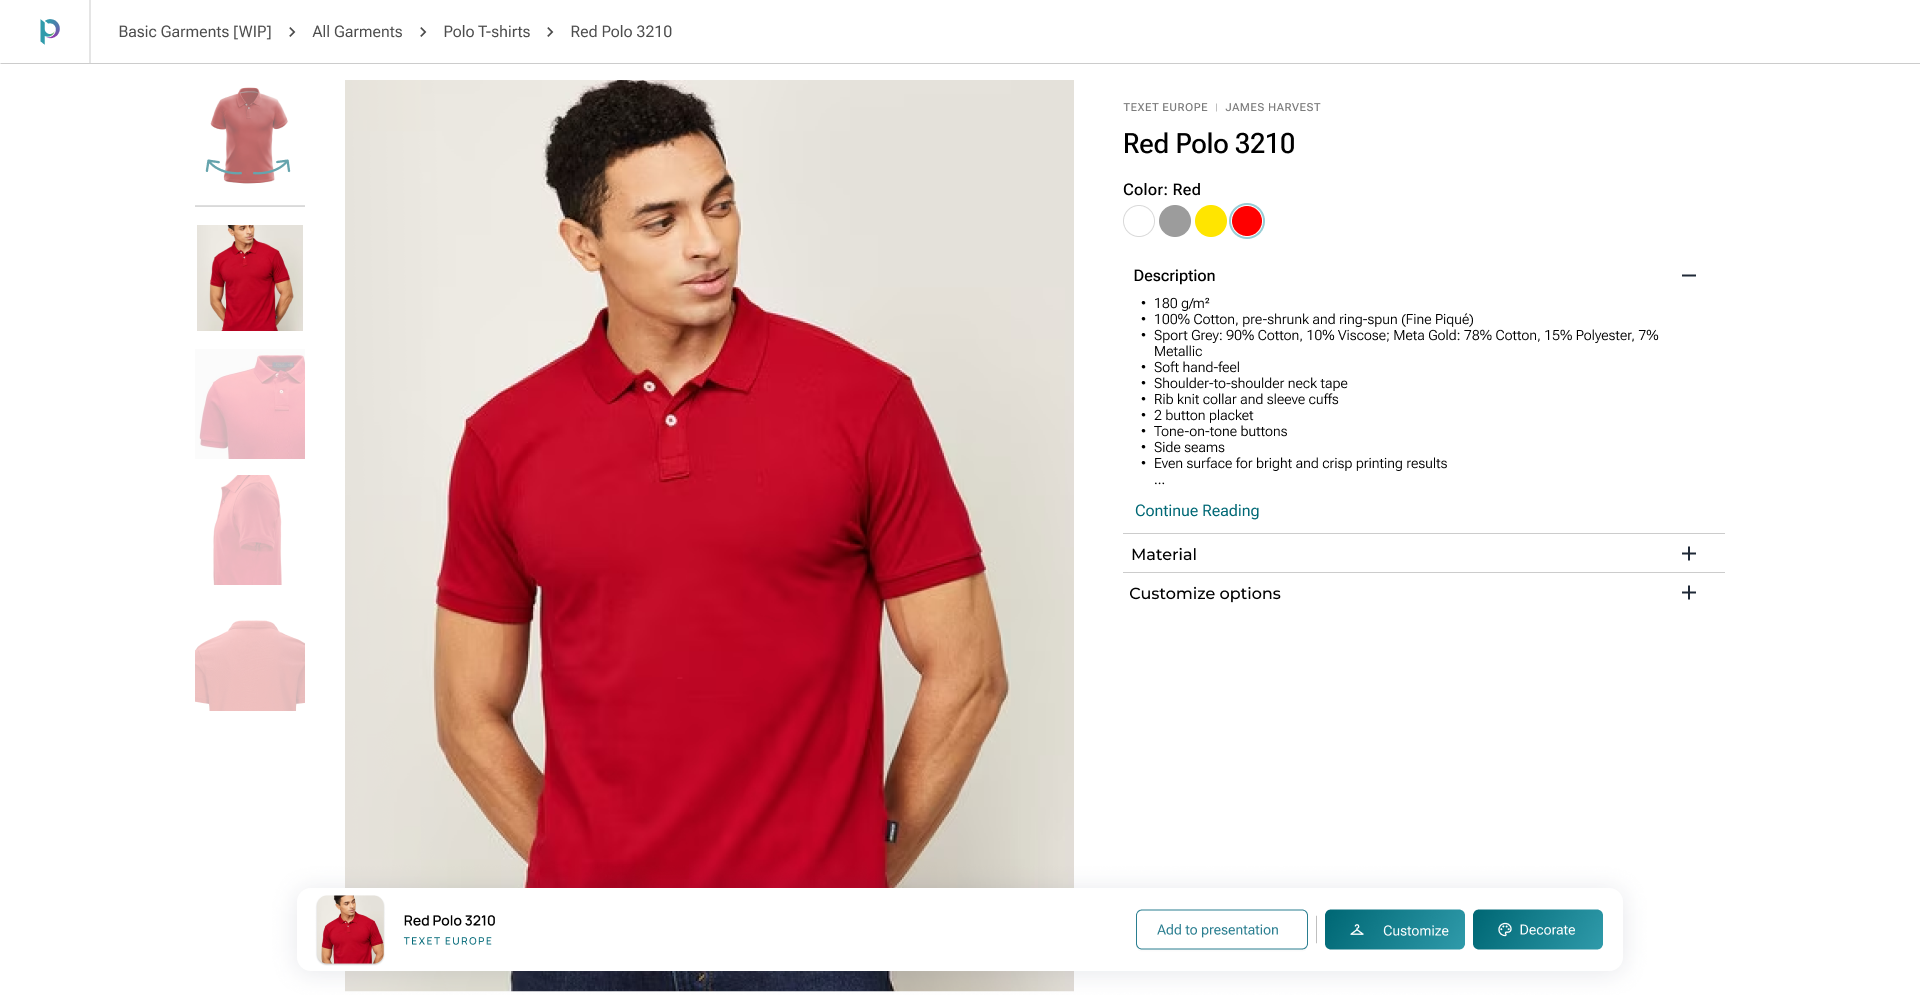 Basic Garments [WIP] > All Garments > Polo T-shirts > Red Polo 3210
TEXET EUROPE | JAMES HARVEST
Red Polo 3210
Color: Red
Description
• 180 g/m²
• 100% Cotton, pre-shrunk and ring-spun (Fine Piqué)
• Sport Grey: 90% Cotton, 10% Viscose; Meta Gold: 78% Cotton, 15% Polyester, 7%
Metallic
• Soft hand-feel
• Shoulder-to-shoulder neck tape
• Rib knit collar and sleeve cuffs
• 2 button placket
• Tone-on-tone buttons
• Side seams
• Even surface for bright and crisp printing results
...
Continue Reading
Material
Customize options
Red Polo 3210
TEXET EUROPE
Add to presentation
Customize
Decorate